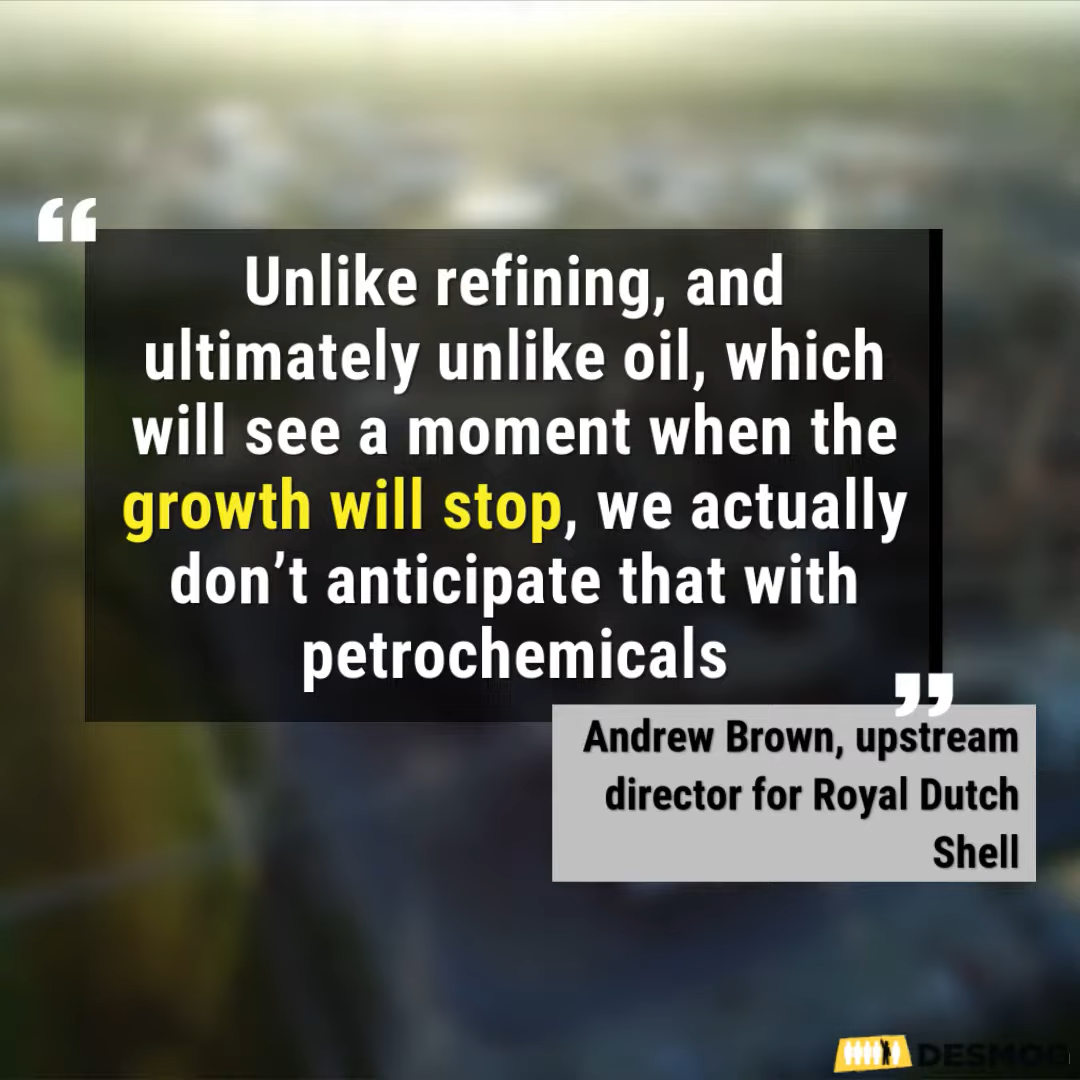 “
Unlike refining, and
ultimately unlike oil, which
will see a moment when the
growth will stop, we actually
don’t anticipate that with
petrochemicals
”
Andrew Brown, upstream
director for Royal Dutch
Shell
DESMOG